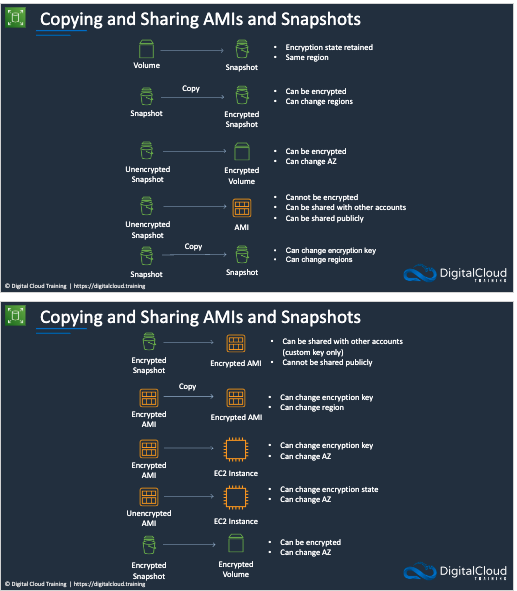 Copying and Sharing AMIs and Snapshots
Volume
Snapshot
• Encryption state retained
• Same region
Copy
Snapshot
Encrypted
Snapshot
• Can be encrypted
• Can change regions
Unencrypted
Snapshot
Encrypted
Volume
• Can be encrypted
• Can change AZ
Unencrypted
Snapshot
AMI
• Cannot be encrypted
• Can be shared with other accounts
• Can be shared publicly
Copy
Snapshot
Snapshot
• Can change encryption key
• Can change regions
© Digital Cloud Training | https://digitalcloud.training
DigitalCloud
TRAINING
Copying and Sharing AMIs and Snapshots
Encrypted
Snapshot
Encrypted AMI
• Can be shared with other accounts
(custom key only)
• Cannot be shared publicly
Copy
Encrypted
AMI
Encrypted AMI
• Can change encryption key
• Can change region
Encrypted
AMI
EC2 Instance
• Can change encryption key
• Can change AZ
Unencrypted
AMI
EC2 Instance
• Can change encryption state
• Can change AZ
Encrypted
Snapshot
Encrypted
Volume
• Can be encrypted
• Can change AZ
© Digital Cloud Training | https://digitalcloud.training
DigitalCloud
TRAINING